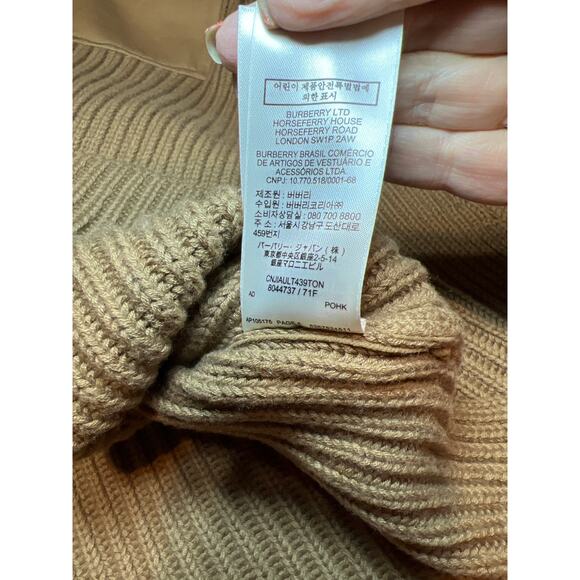 어린이 제품안전특별법에
의한 표시
BURBERRY LTD
HORSEFERRY HOUSE
HORSEFERRY ROAD
LONDON SW1P 2AW
BURBERRY BRASIL COMÉRCIO
DE ARTIGOS DE VESTUÁRIO E
ACESSÓRIOS LTDA.
CNPJ: 10.770.518/0001-68
제조원 : 버버리
수입원 : 버버리코리아㈜
소비자상담실: 080 700 8800
주소 : 서울시강남구 도산대로
459번지
バーバリー・ジャパン(株)
東京都中央区銀座2-5-14
銀座マロニエビル
CNJIAULT439TON
8044737 / 71F
AD POHK
AP105176 PAGE